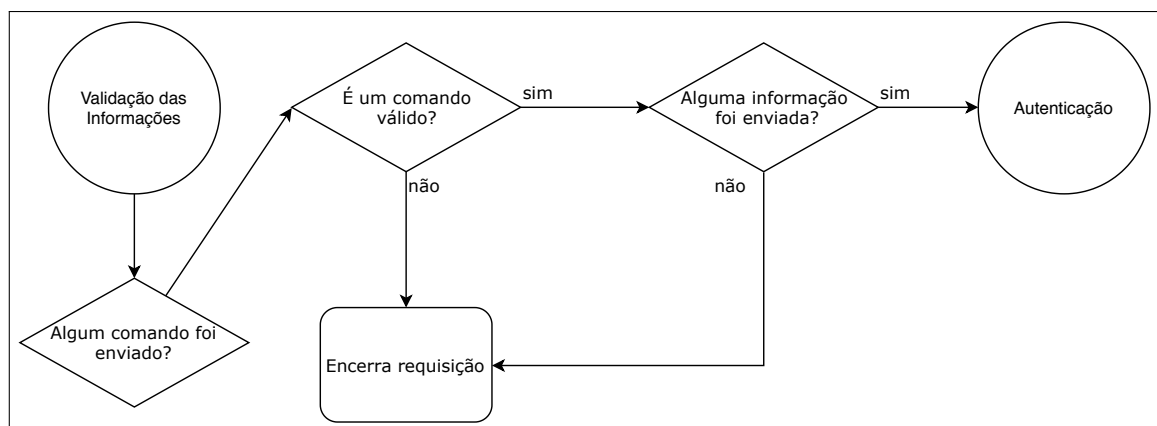 Validação das
Informações
Algum comando foi
enviado?
É um comando
válido?
sim
não
Alguma informação
foi enviada?
sim
não
Autenticação
Encerra requisição